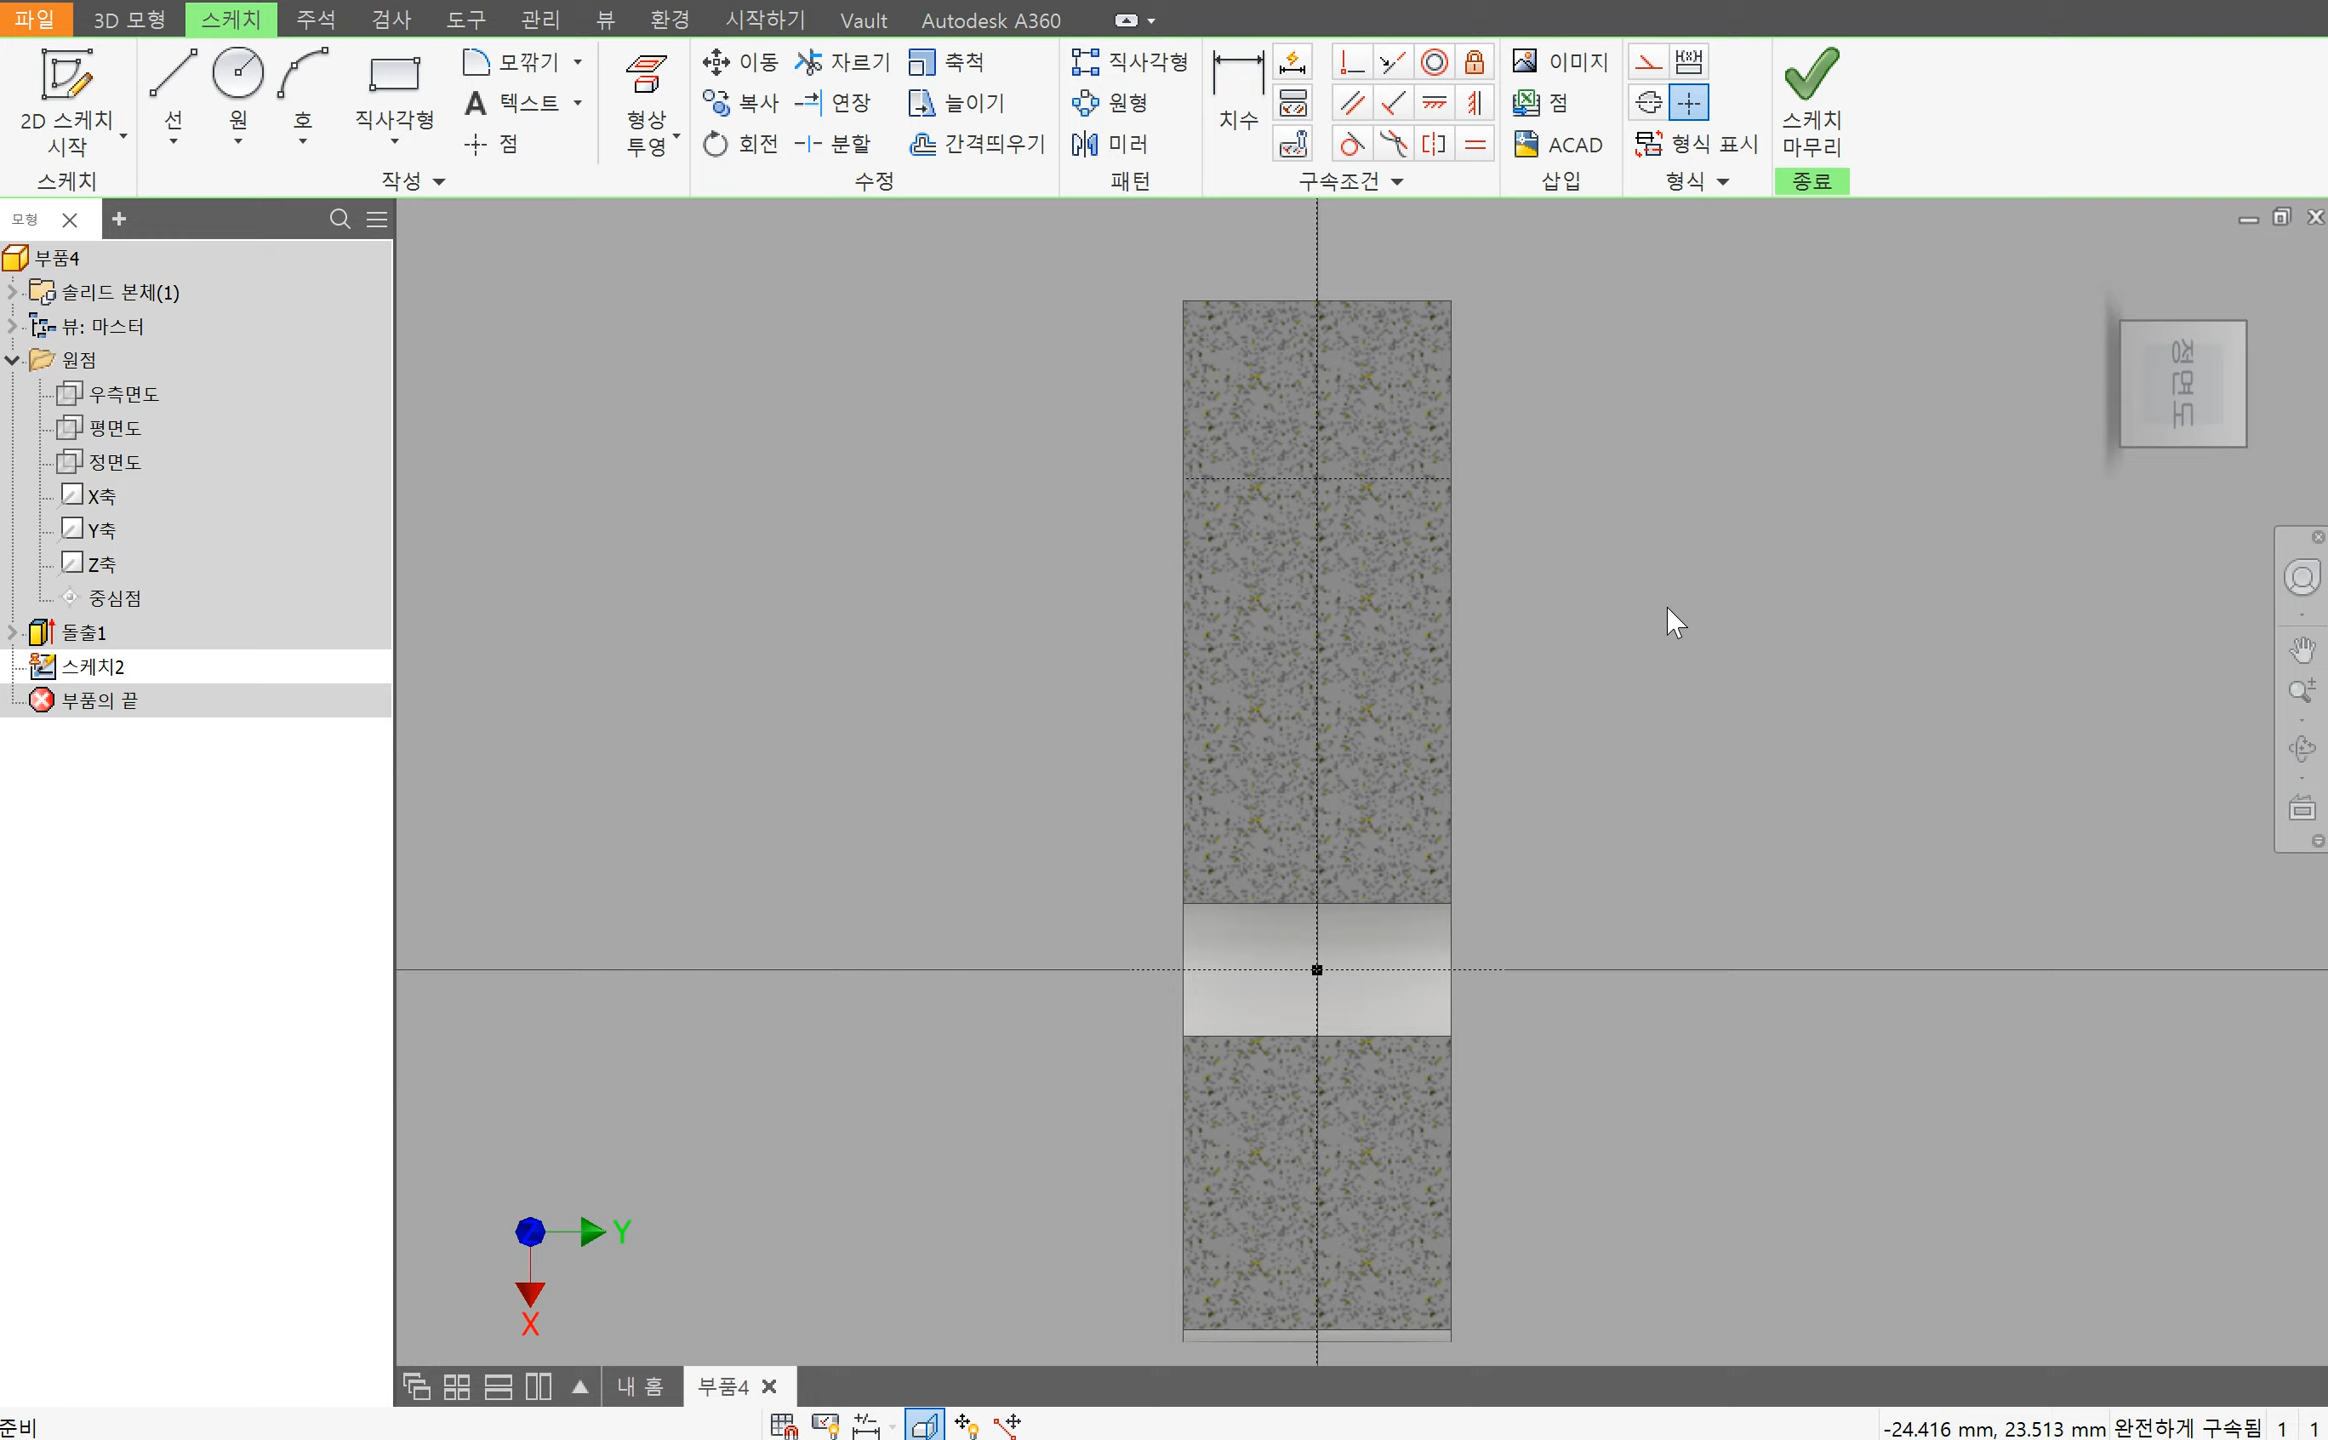 파일 3D 모형 스케치 주석 검사 도구 관리 뷰 환경 시작하기 Vault Autodesk A360
2D 스케치
시작
선
원
호
직사각형
모깎기
텍스트
점
형상
투영
이동
복사
회전
자르기
연장
분할
축척
늘이기
간격띄우기
직사각형
원형
미러
치수
이미지
점
ACAD
형식 표시
스케치
마무리
스케치 작성 수정 패턴 구속조건 삽입 형식 종료
모형
부품4
솔리드 본체(1)
뷰: 마스터
원점
우측면도
평면도
정면도
X축
Y축
Z축
중심점
돌출1
스케치2
부품의 끝
정면도
Y
X
내 홈 부품4
준비 -24.416 mm, 23.513 mm 완전하게 구속됨 1 1